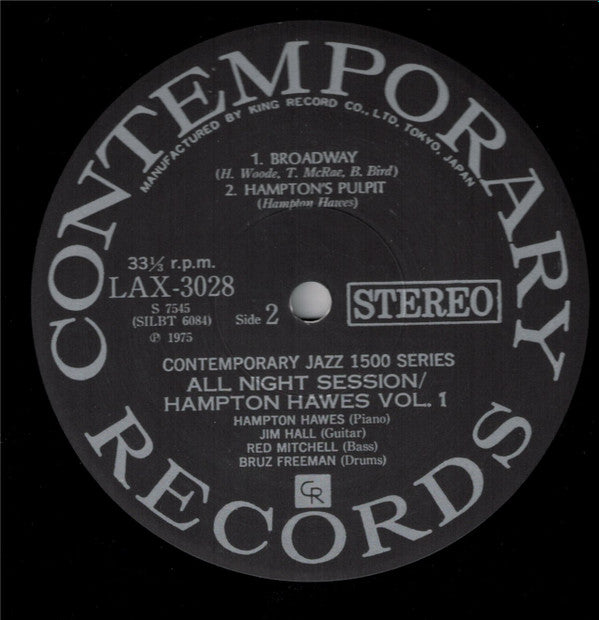 CONTEMPORARY RECORDS
MANUFACTURED BY KING RECORD CO., LTD, TOKYO, JAPAN
1. BROADWAY
(H. Woode, T. McRae, B. Bird)
2. HAMPTON'S PULPIT
(Hampton Hawes)
33⅓ r.p.m.
LAX-3028
S 7545
(SILBT 6084)
℗ 1975
Side 2
STEREO
CONTEMPORARY JAZZ 1500 SERIES
ALL NIGHT SESSION/
HAMPTON HAWES VOL. 1
HAMPTON HAWES (Piano)
JIM HALL (Guitar)
RED MITCHELL (Bass)
BRUZ FREEMAN (Drums)
CR